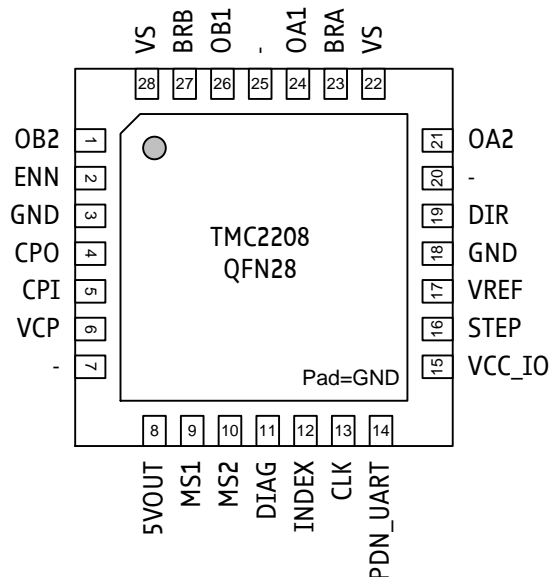 VS
BRB
OB1
-
OA1
BRA
VS
28
27
26
25
24
23
22
OB2
1
ENN
2
GND
3
CPO
4
CPI
5
VCP
6
-
7
TMC2208
QFN28
Pad=GND
21
OA2
20
-
19
DIR
18
GND
17
VREF
16
STEP
15
VCC_IO
8
9
10
11
12
13
14
5VOUT
MS1
MS2
DIAG
INDEX
CLK
PDN_UART